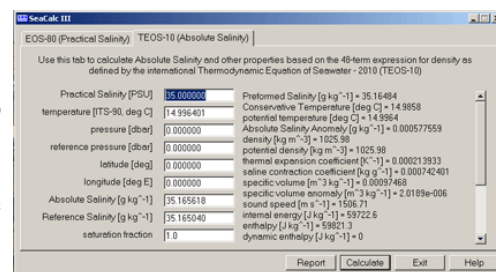 SeaCalc III
EOS-80 (Practical Salinity) TEOS-10 (Absolute Salinity)
Use this tab to calculate Absolute Salinity and other properties based on the 48-term expression for density as
defined by the international Thermodynamic Equation of Seawater - 2010 (TEOS-10)
Practical Salinity [PSU] 35.000000
temperature [ITS-90, deg C] 14.996401
pressure [dbar] 0.000000
reference pressure [dbar] 0.000000
latitude [deg] 0.000000
longitude [deg E] 0.000000
Absolute Salinity [g kg^-1] 35.165618
Reference Salinity [g kg^-1] 35.165040
saturation fraction 1.0
Preformed Salinity [g kg^-1] = 35.16484
Conservative Temperature [deg C] = 14.9858
potential temperature [deg C] = 14.9964
Absolute Salinity Anomaly [g kg^-1] = 0.000577559
density [kg m^-3] = 1025.98
potential density [kg m^-3] = 1025.98
thermal expansion coefficient [K^-1] = 0.000213933
saline contraction coefficient [kg g^-1] = 0.000742401
specific volume [m^3 kg^-1] = 0.00097468
specific volume anomaly [m^3 kg^-1] = 2.0189e-006
sound speed [m s^-1] = 1506.71
internal energy [J kg^-1] = 59722.6
enthalpy [J kg^-1] = 59821.3
dynamic enthalpy [J kg^-1] = 0
Report Calculate Exit Help